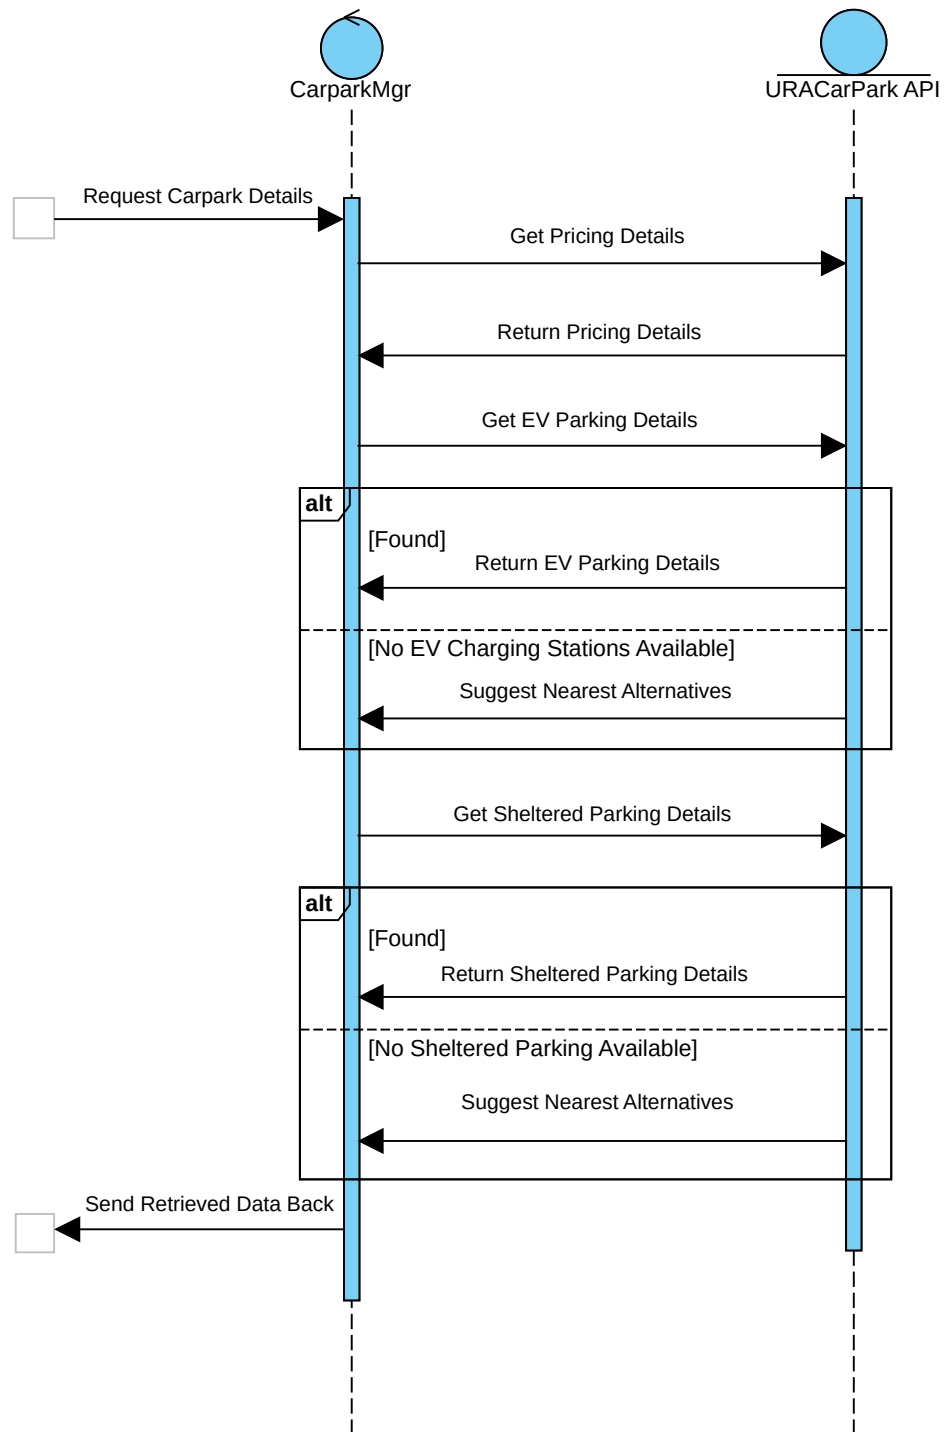 CarparkMgr
URACarPark API
Request Carpark Details
Get Pricing Details
Return Pricing Details
Get EV Parking Details
alt
[Found]
Return EV Parking Details
[No EV Charging Stations Available]
Suggest Nearest Alternatives
Get Sheltered Parking Details
alt
[Found]
Return Sheltered Parking Details
[No Sheltered Parking Available]
Suggest Nearest Alternatives
Send Retrieved Data Back